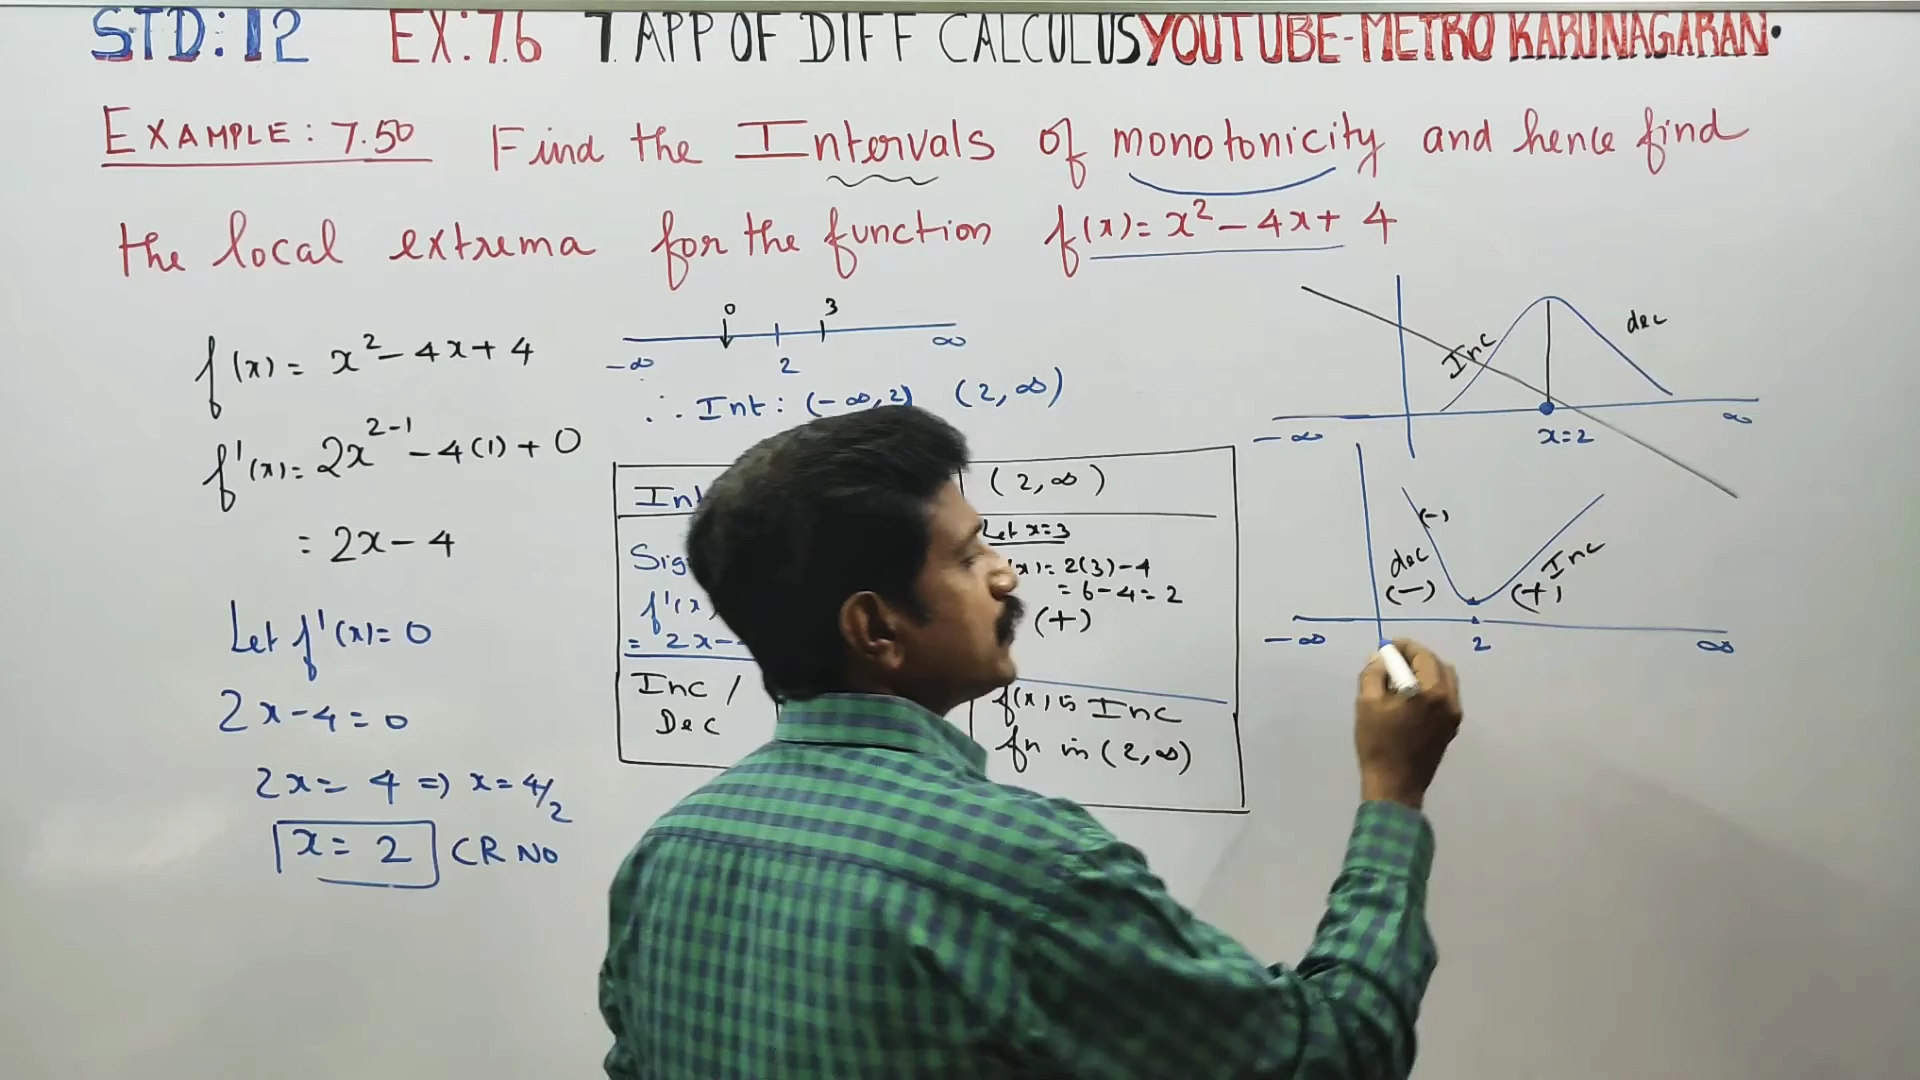 STD: 12 EX: 7.6 7. APP OF DIFF CALCULUS YOUTUBE-METRO KARUNAGARAN.
EXAMPLE: 7.50 Find the Intervals of monotonicity and hence find
the local extrema for the function f(x)= x² - 4x + 4
f(x) = x² - 4x + 4
f'(x) = 2x²⁻¹ - 4(1) + 0
= 2x - 4
Let f'(x) = 0
2x - 4 = 0
2x = 4 ⇒ x = 4/2
x = 2 CR NO
0 3
-∞ 2 ∞
∴ Int: (-∞, 2) (2, ∞)
(2, ∞)
f'(x)
= 2x -
Let x = 3
= 2(3) - 4
= 6 - 4 = 2
(+)
Inc /
Dec
f(x) is Inc
fn in (2, ∞)
Inc dec
-∞ x=2 ∞
(-)
dec Inc
(-) (+)
-∞ 2 ∞